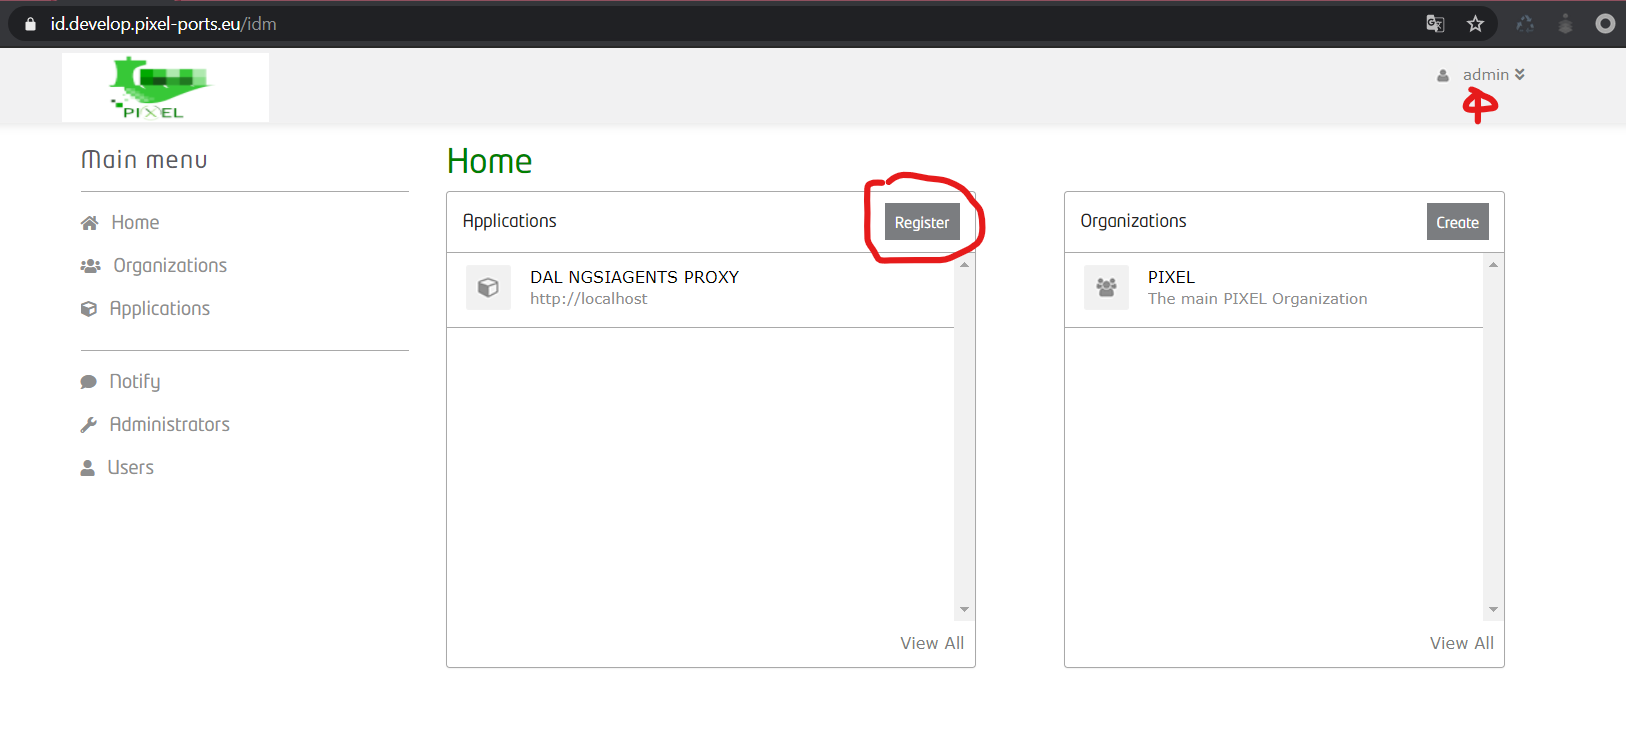 id.develop.pixel-ports.eu/idm
PIXEL
admin
Main menu
Home
Organizations
Applications
Notify
Administrators
Users
Home
Applications
Register
DAL NGSIAGENTS PROXY
http://localhost
View All
Organizations
Create
PIXEL
The main PIXEL Organization
View All